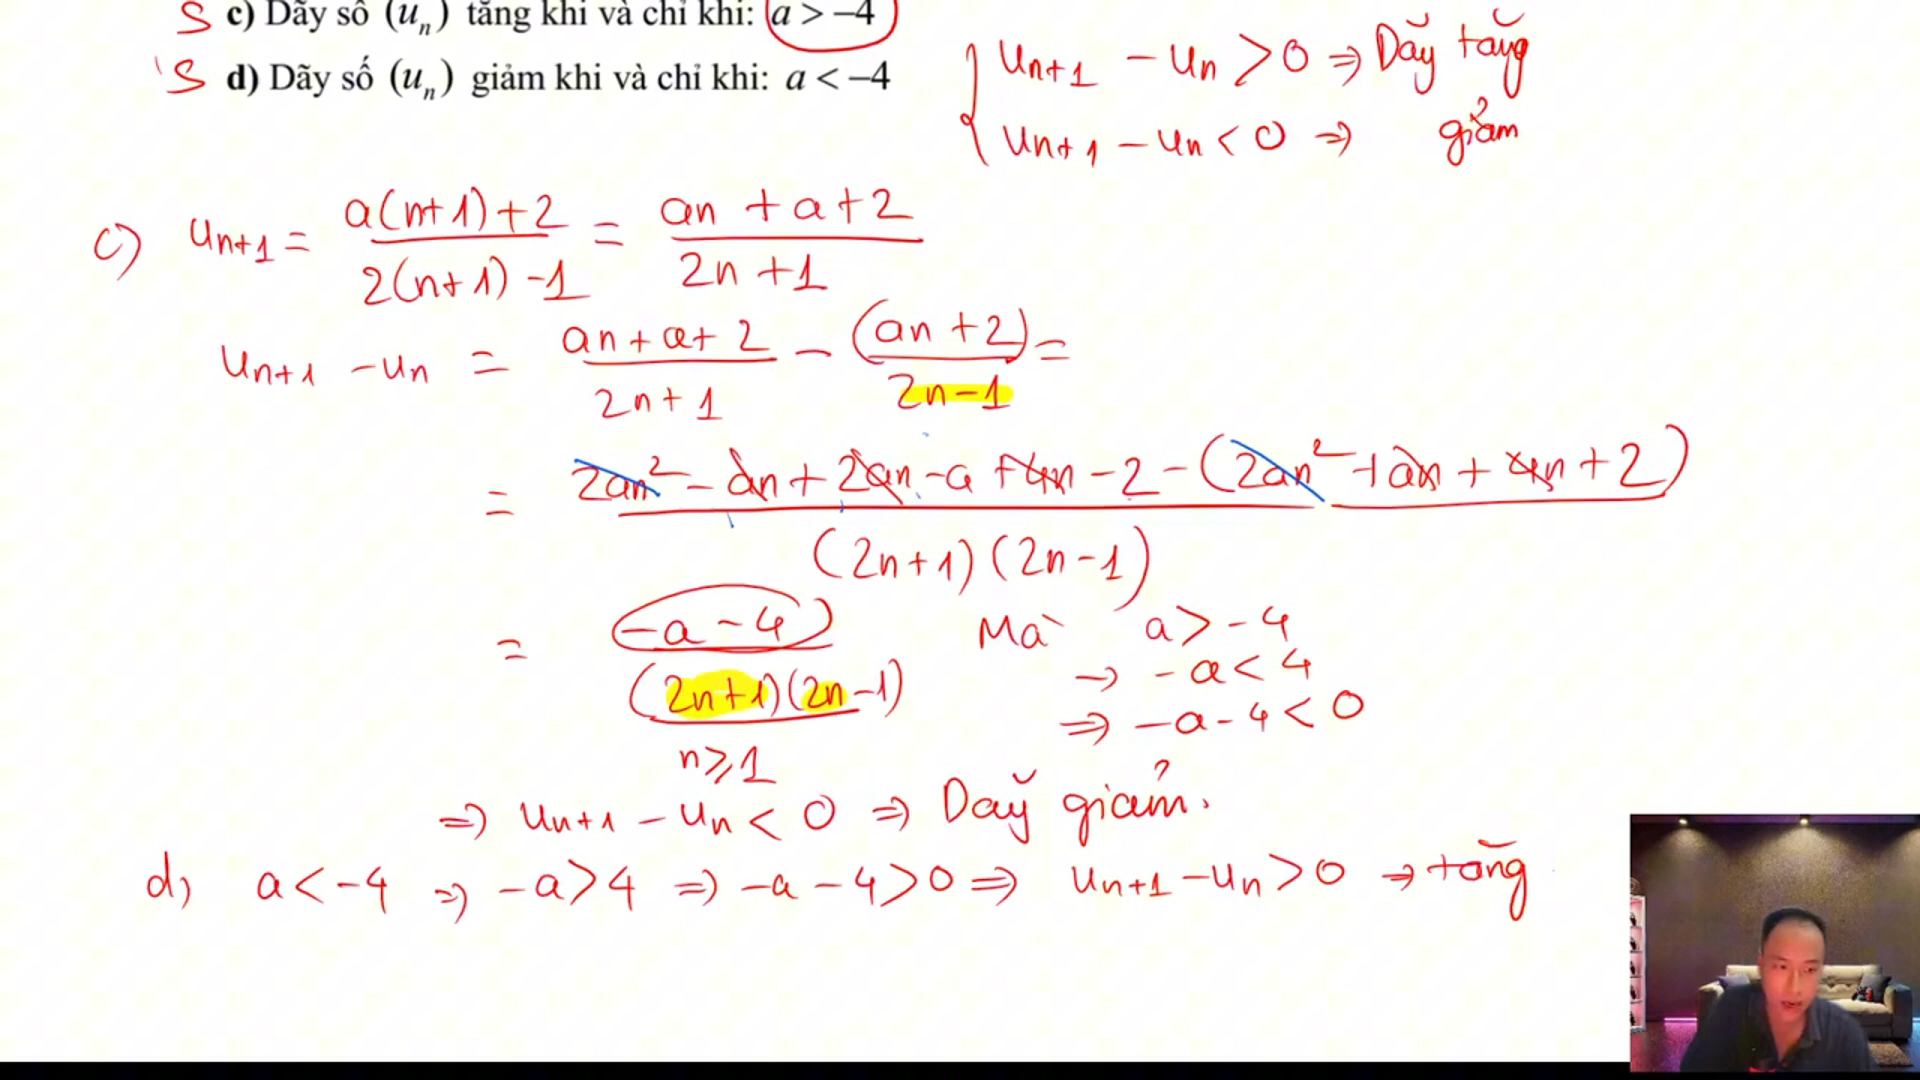 S c) Dãy số (uₙ) tăng khi và chỉ khi: a > −4
S d) Dãy số (uₙ) giảm khi và chỉ khi: a < −4
{ uₙ₊₁ − uₙ > 0 ⇒ Dãy tăng
uₙ₊₁ − uₙ < 0 ⇒ giảm
c) uₙ₊₁ = (a(n+1)+2)/(2(n+1)−1) = (an + a + 2)/(2n + 1)
uₙ₊₁ − uₙ = (an + a + 2)/(2n + 1) − (an + 2)/(2n − 1) =
= (2an² − an + 2an − a + 4n − 2 − (2an² + an + 4n + 2))/((2n+1)(2n−1))
= (−a − 4)/((2n+1)(2n−1))
n ⩾ 1
Mà a > −4
→ −a < 4
⇒ −a − 4 < 0
⇒ uₙ₊₁ − uₙ < 0 ⇒ Dãy giảm.
d, a < −4 ⇒ −a > 4 ⇒ −a − 4 > 0 ⇒ uₙ₊₁ − uₙ > 0 → tăng